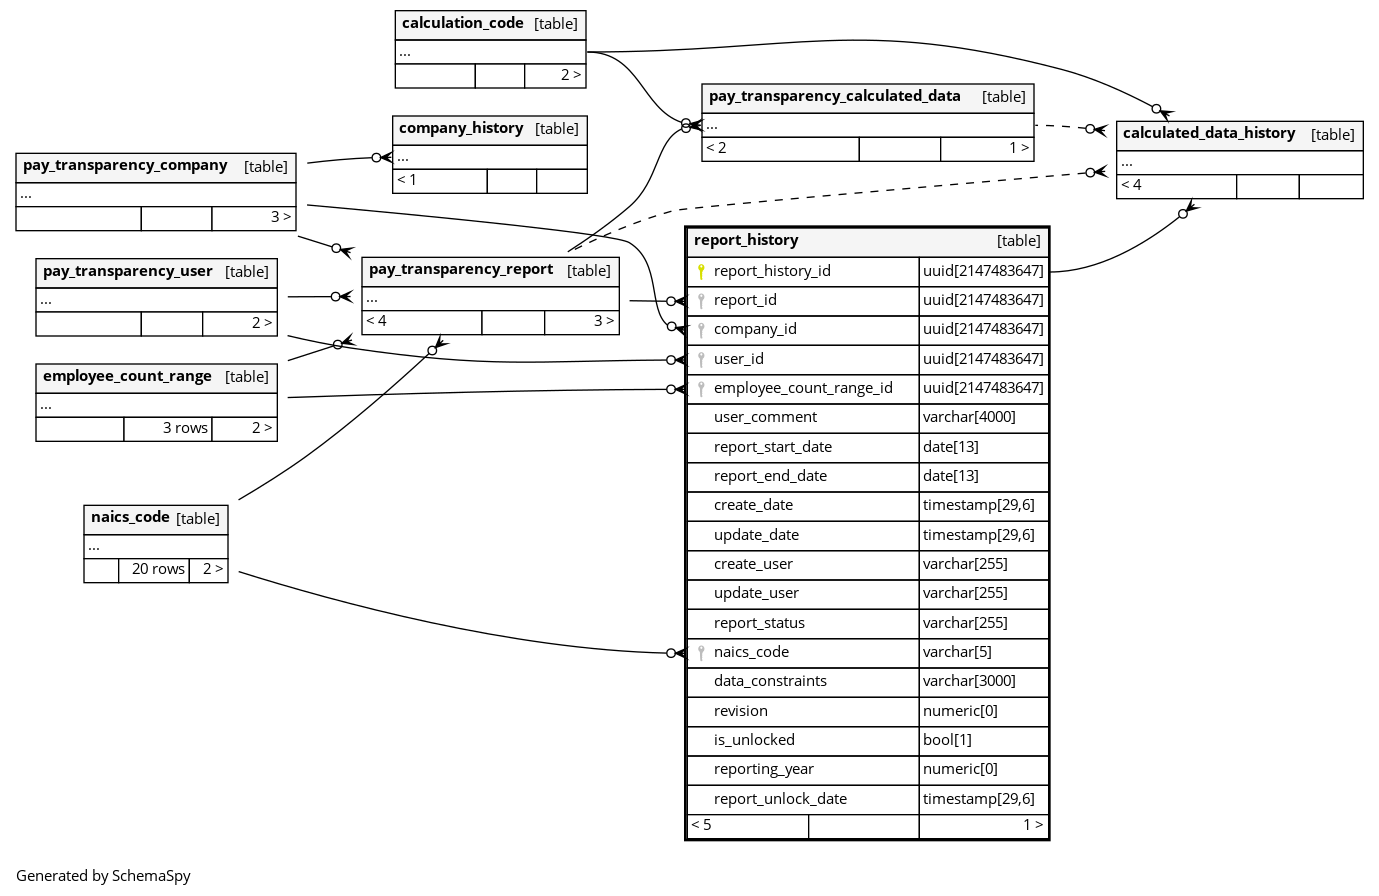 calculation_code [table]
...
2 >
pay_transparency_calculated_data [table]
...
< 2 1 >
company_history [table]
...
< 1
calculated_data_history [table]
...
< 4
pay_transparency_company [table]
...
3 >
report_history [table]
report_history_id uuid[2147483647]
report_id uuid[2147483647]
company_id uuid[2147483647]
user_id uuid[2147483647]
employee_count_range_id uuid[2147483647]
user_comment varchar[4000]
report_start_date date[13]
report_end_date date[13]
create_date timestamp[29,6]
update_date timestamp[29,6]
create_user varchar[255]
update_user varchar[255]
report_status varchar[255]
naics_code varchar[5]
data_constraints varchar[3000]
revision numeric[0]
is_unlocked bool[1]
reporting_year numeric[0]
report_unlock_date timestamp[29,6]
< 5 1 >
pay_transparency_user [table]
...
2 >
pay_transparency_report [table]
...
< 4 3 >
employee_count_range [table]
...
3 rows 2 >
naics_code [table]
...
20 rows 2 >
Generated by SchemaSpy